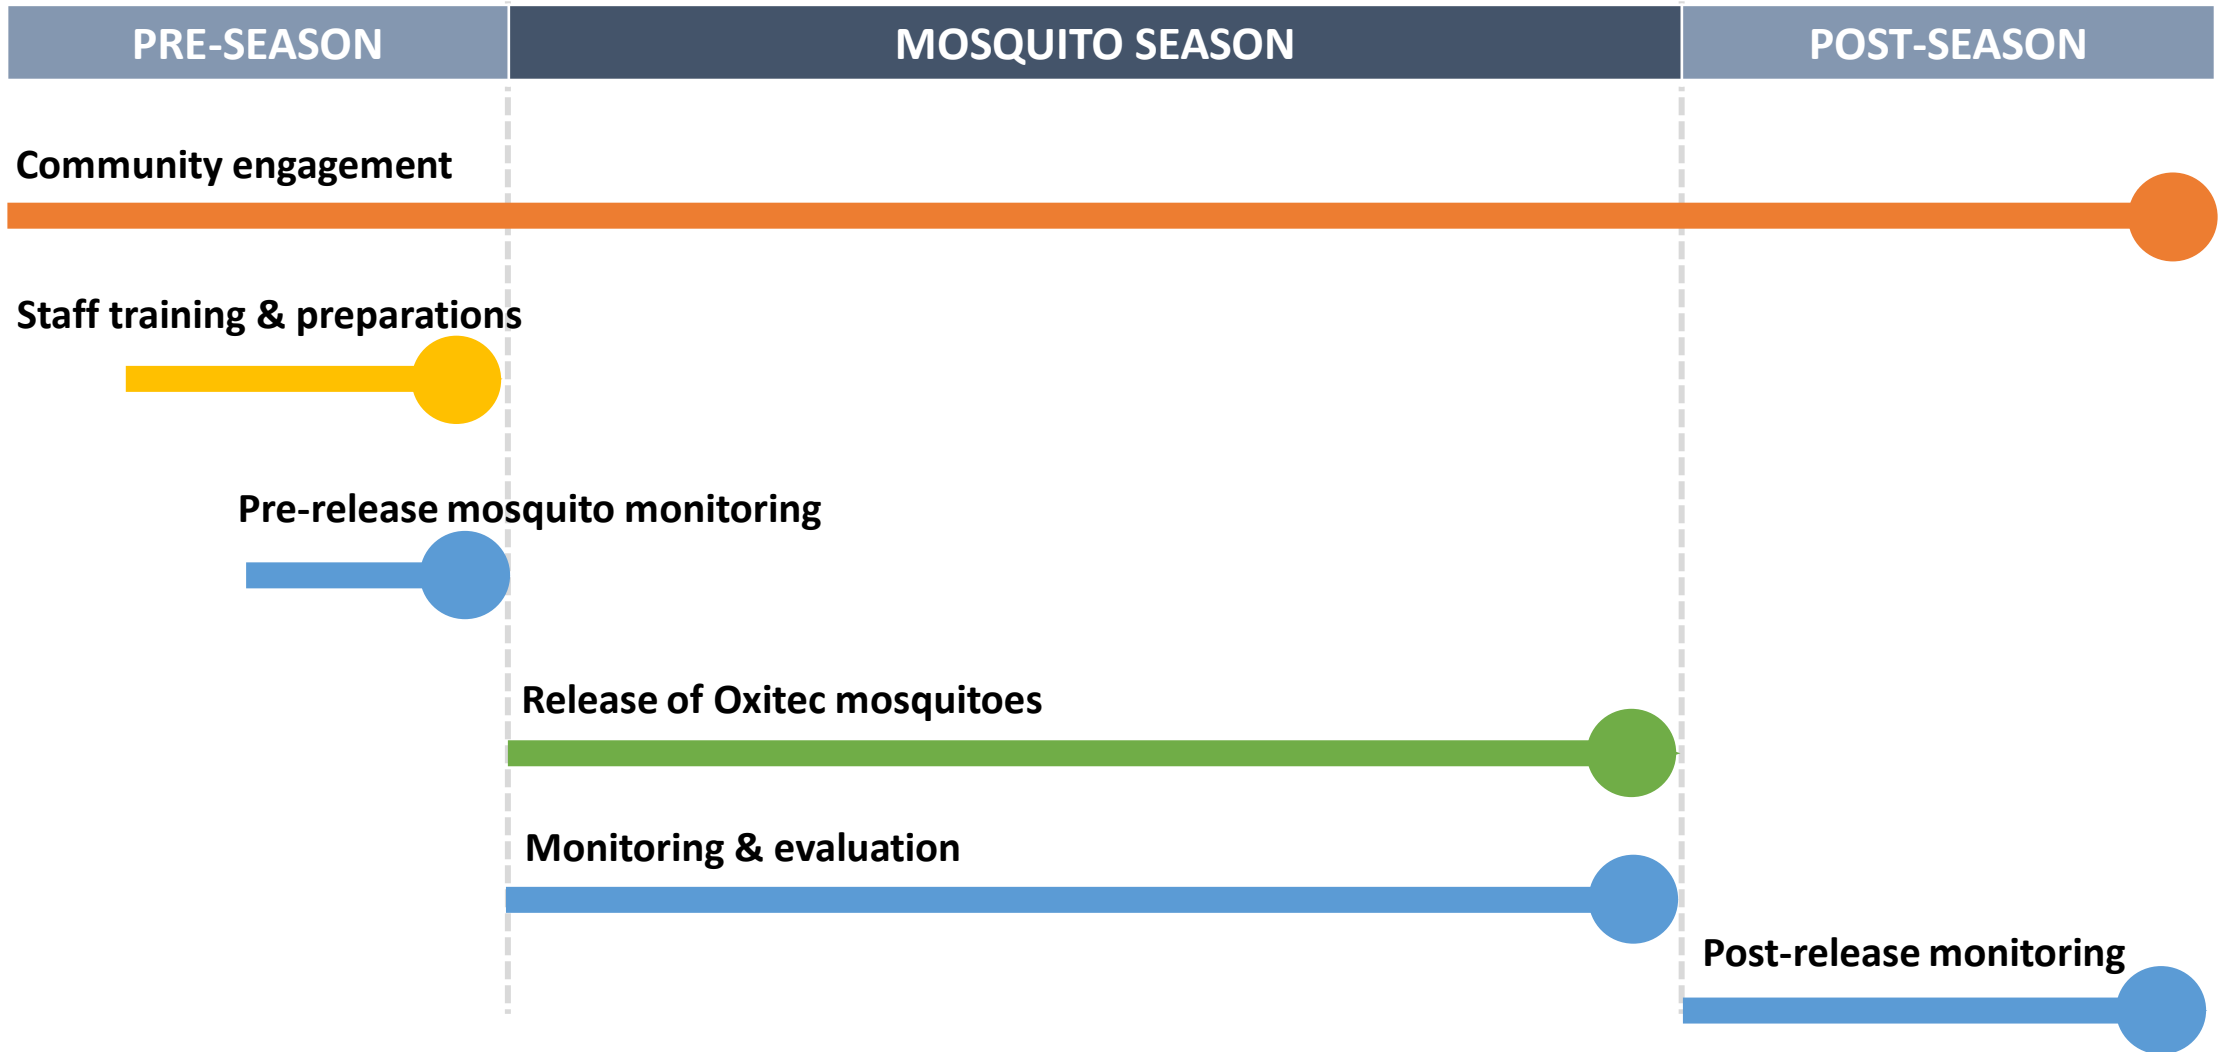 PRE-SEASON
MOSQUITO SEASON
POST-SEASON
Community engagement
Staff training & preparations
Pre-release mosquito monitoring
Release of Oxitec mosquitoes
Monitoring & evaluation
Post-release monitoring